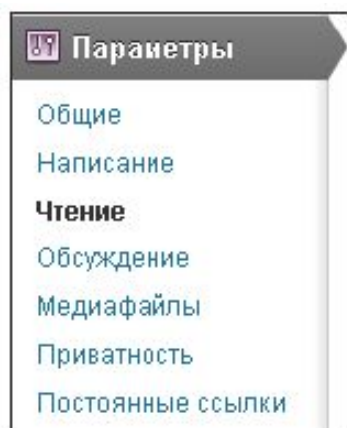 Параметры
Общие
Написание
Чтение
Обсуждение
Медиафайлы
Приватность
Постоянные ссылки